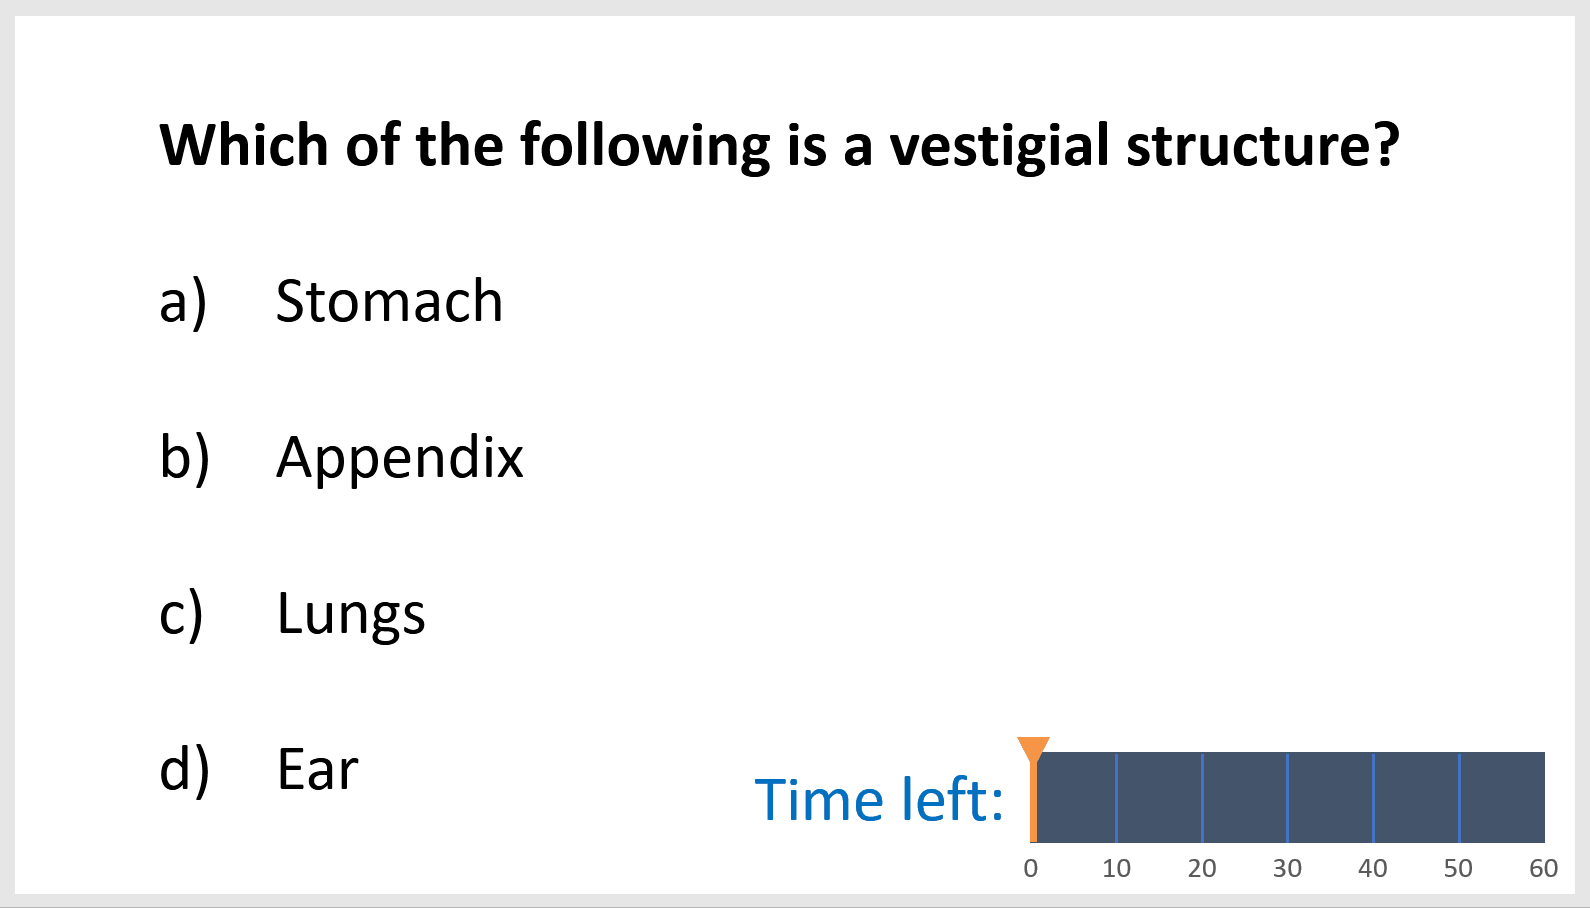 Which of the following is a vestigial structure?
a) Stomach
b) Appendix
c) Lungs
d) Ear
Time left:
0 10 20 30 40 50 60